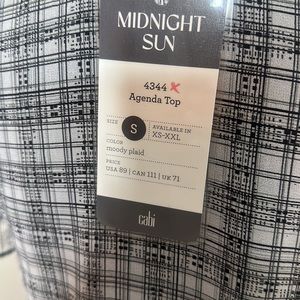 MIDNIGHT
SUN
4344
Agenda Top
SIZE
S
AVAILABLE IN
XS-XXL
COLOR
moody plaid
PRICE
USA 89 | CAN 111 | UK 71
cabi